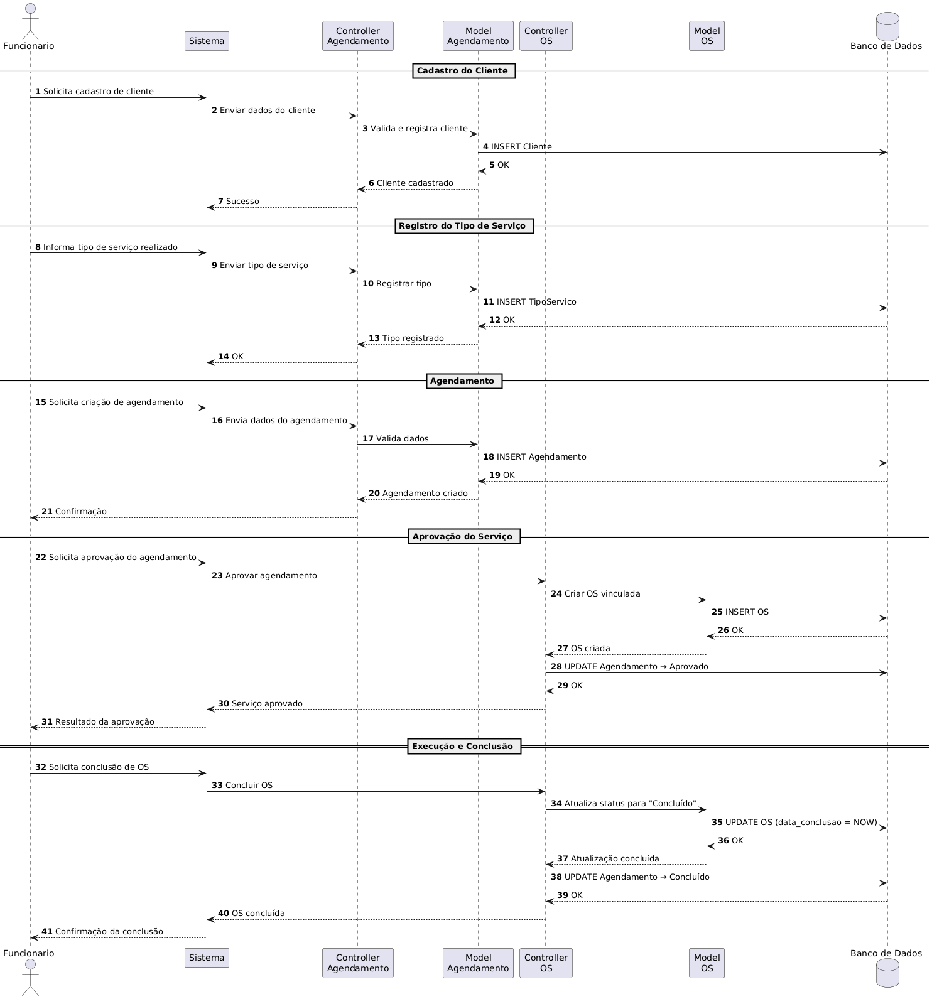 Funcionario
Sistema
Controller
Agendamento
Model
Agendamento
Controller
OS
Model
OS
Banco de Dados
Cadastro do Cliente
1 Solicita cadastro de cliente
2 Enviar dados do cliente
3 Valida e registra cliente
4 INSERT Cliente
5 OK
6 Cliente cadastrado
7 Sucesso
Registro do Tipo de Serviço
8 Informa tipo de serviço realizado
9 Enviar tipo de serviço
10 Registrar tipo
11 INSERT TipoServico
12 OK
13 Tipo registrado
14 OK
Agendamento
15 Solicita criação de agendamento
16 Envia dados do agendamento
17 Valida dados
18 INSERT Agendamento
19 OK
20 Agendamento criado
21 Confirmação
Aprovação do Serviço
22 Solicita aprovação do agendamento
23 Aprovar agendamento
24 Criar OS vinculada
25 INSERT OS
26 OK
27 OS criada
28 UPDATE Agendamento → Aprovado
29 OK
30 Serviço aprovado
31 Resultado da aprovação
Execução e Conclusão
32 Solicita conclusão de OS
33 Concluir OS
34 Atualiza status para "Concluído"
35 UPDATE OS (data_conclusao = NOW)
36 OK
37 Atualização concluída
38 UPDATE Agendamento → Concluído
39 OK
40 OS concluída
41 Confirmação da conclusão
Funcionario
Sistema
Controller
Agendamento
Model
Agendamento
Controller
OS
Model
OS
Banco de Dados